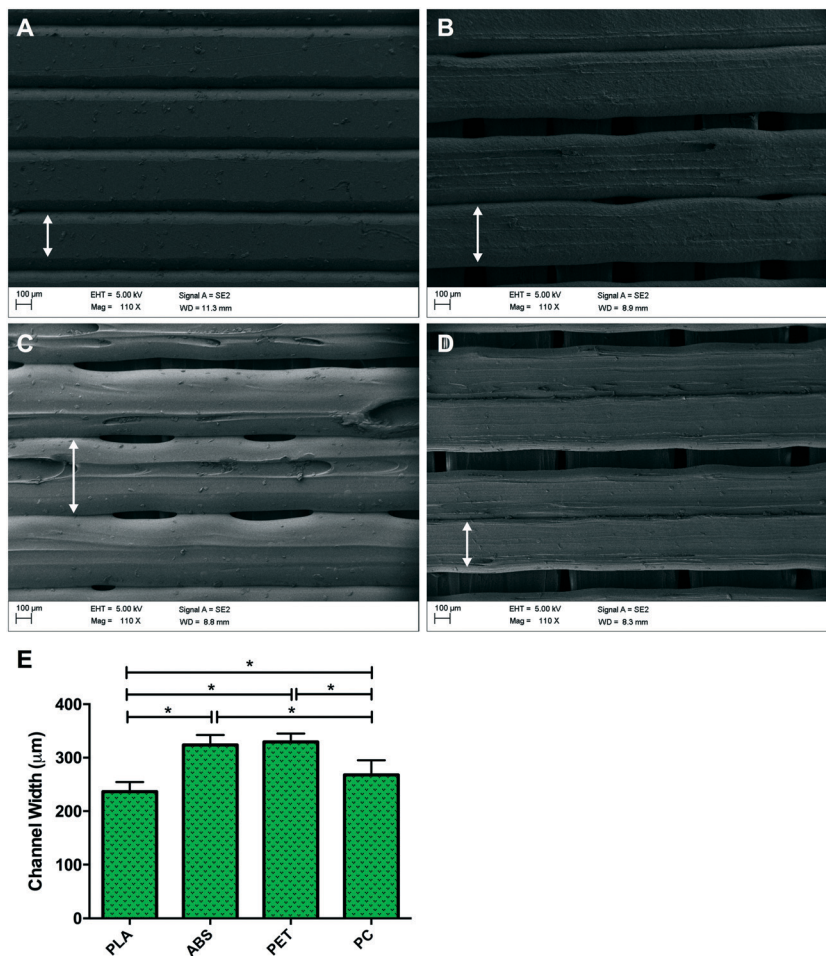 A
100 µm
EHT = 5.00 kV
Signal A = SE2
Mag = 110 X
WD = 11.3 mm
B
100 µm
EHT = 5.00 kV
Signal A = SE2
Mag = 110 X
WD = 8.9 mm
C
100 µm
EHT = 5.00 kV
Signal A = SE2
Mag = 110 X
WD = 8.8 mm
D
100 µm
EHT = 5.00 kV
Signal A = SE2
Mag = 110 X
WD = 8.3 mm
E
*
* *
* *
400
300
200
100
0
Channel Width (µm)
PLA
ABS
PET
PC